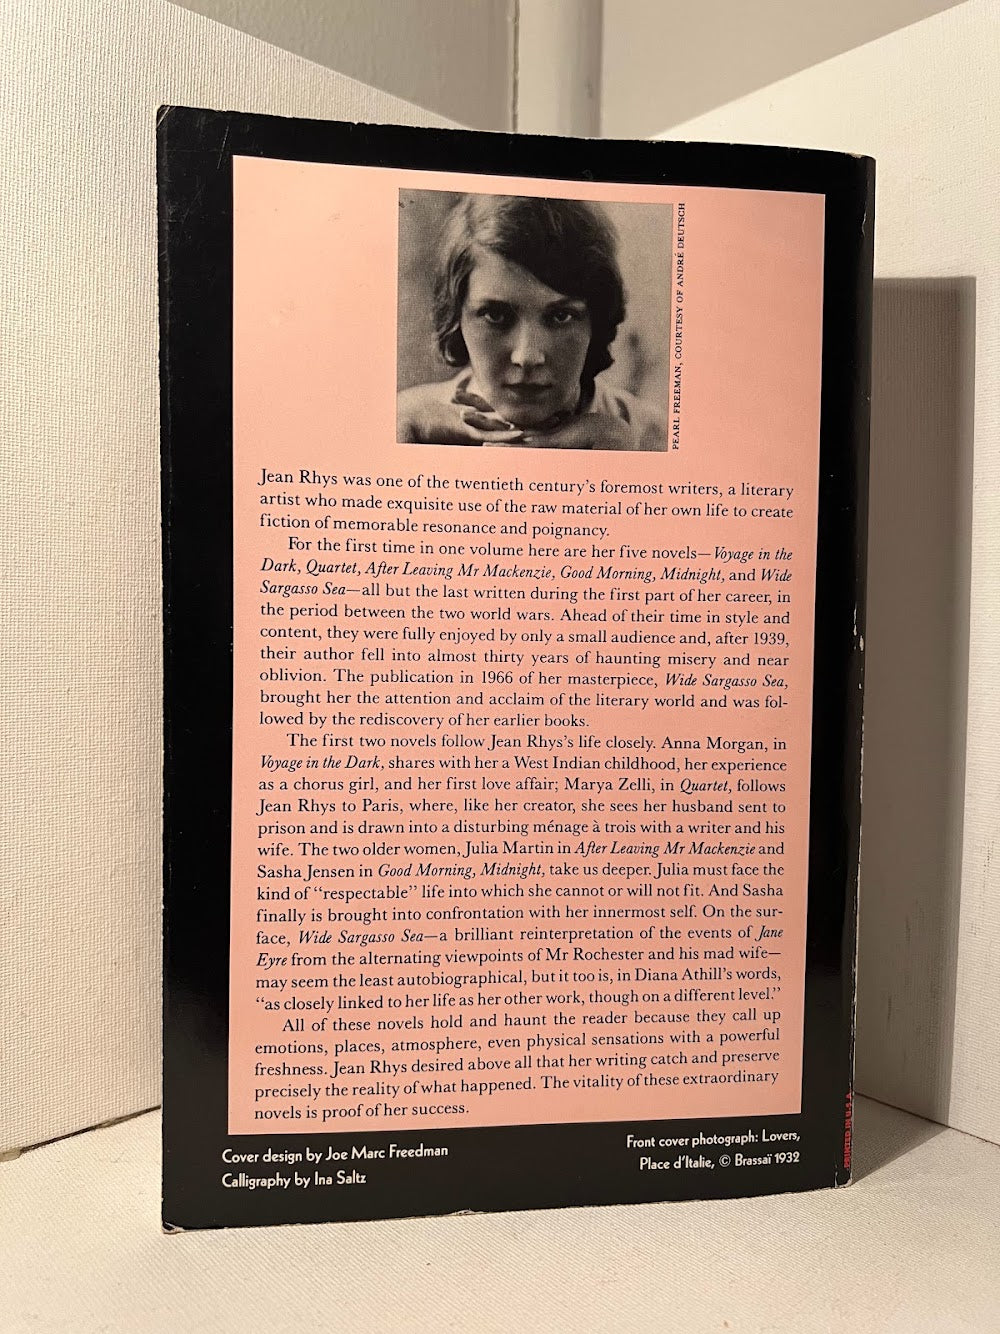 PEARL FREEMAN, COURTESY OF ANDRÉ DEUTSCH
Jean Rhys was one of the twentieth century's foremost writers, a literary
artist who made exquisite use of the raw material of her own life to create
fiction of memorable resonance and poignancy.
For the first time in one volume here are her five novels—Voyage in the
Dark, Quartet, After Leaving Mr Mackenzie, Good Morning, Midnight, and Wide
Sargasso Sea—all but the last written during the first part of her career, in
the period between the two world wars. Ahead of their time in style and
content, they were fully enjoyed by only a small audience and, after 1939,
their author fell into almost thirty years of haunting misery and near
oblivion. The publication in 1966 of her masterpiece, Wide Sargasso Sea,
brought her the attention and acclaim of the literary world and was fol-
lowed by the rediscovery of her earlier books.
The first two novels follow Jean Rhys's life closely. Anna Morgan, in
Voyage in the Dark, shares with her a West Indian childhood, her experience
as a chorus girl, and her first love affair; Marya Zelli, in Quartet, follows
Jean Rhys to Paris, where, like her creator, she sees her husband sent to
prison and is drawn into a disturbing ménage à trois with a writer and his
wife. The two older women, Julia Martin in After Leaving Mr Mackenzie and
Sasha Jensen in Good Morning, Midnight, take us deeper. Julia must face the
kind of "respectable" life into which she cannot or will not fit. And Sasha
finally is brought into confrontation with her innermost self. On the sur-
face, Wide Sargasso Sea—a brilliant reinterpretation of the events of Jane
Eyre from the alternating viewpoints of Mr Rochester and his mad wife—
may seem the least autobiographical, but it too is, in Diana Athill's words,
"as closely linked to her life as her other work, though on a different level."
All of these novels hold and haunt the reader because they call up
emotions, places, atmosphere, even physical sensations with a powerful
freshness. Jean Rhys desired above all that her writing catch and preserve
precisely the reality of what happened. The vitality of these extraordinary
novels is proof of her success.
Cover design by Joe Marc Freedman
Calligraphy by Ina Saltz
Front cover photograph: Lovers,
Place d'Italie, © Brassaï 1932
PRINTED IN U.S.A.